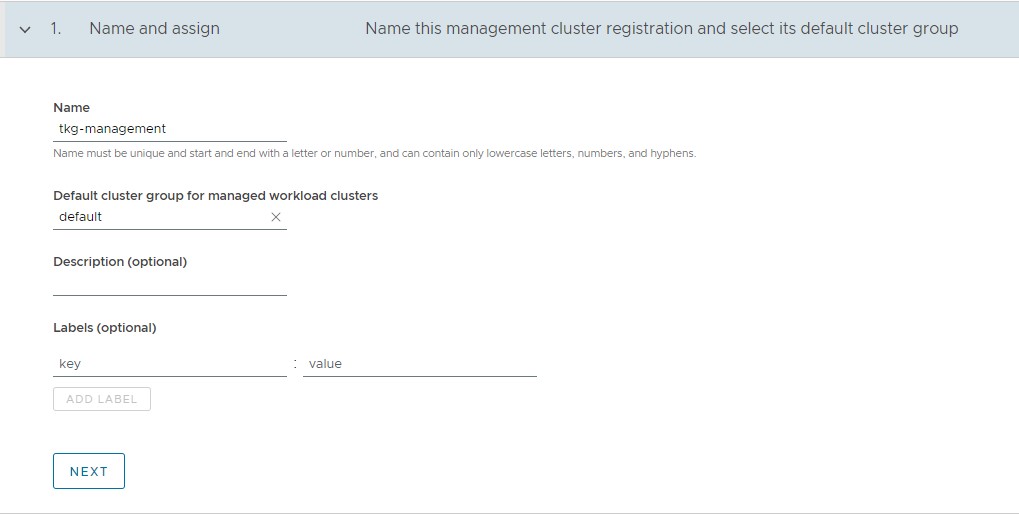 1. Name and assign Name this management cluster registration and select its default cluster group
Name
tkg-management
Name must be unique and start and end with a letter or number, and can contain only lowercase letters, numbers, and hyphens.
Default cluster group for managed workload clusters
default
Description (optional)
Labels (optional)
key : value
ADD LABEL
NEXT